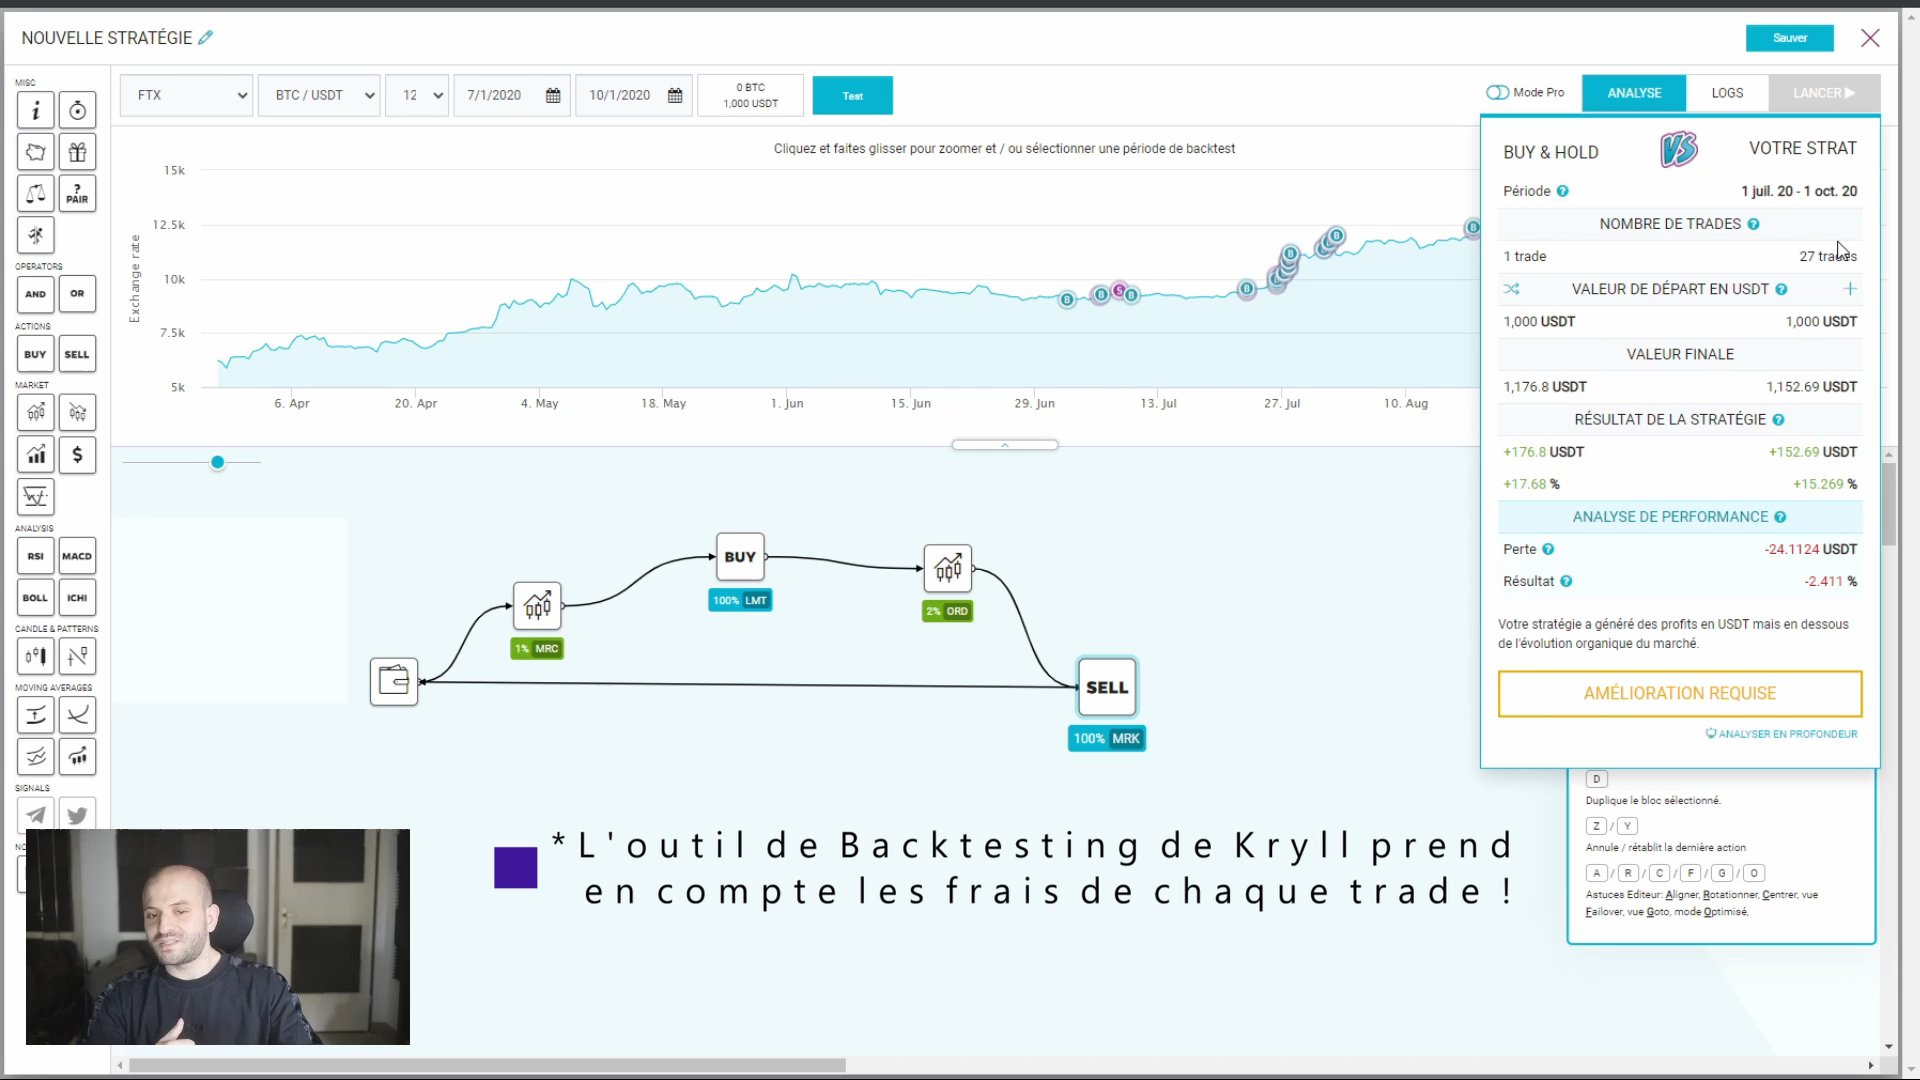 NOUVELLE STRATÉGIE
Sauver
MISC
? PAIR
OPERATORS
AND
OR
ACTIONS
BUY
SELL
MARKET
$
ANALYSIS
RSI
MACD
BOLL
ICHI
CANDLE & PATTERNS
MOVING AVERAGES
SIGNALS
FTX
BTC / USDT
12
7/1/2020
10/1/2020
0 BTC
1,000 USDT
Test
Mode Pro
ANALYSE
LOGS
LANCER
Cliquez et faites glisser pour zoomer et / ou sélectionner une période de backtest
Exchange rate
15k
12.5k
10k
7.5k
5k
6. Apr
20. Apr
4. May
18. May
1. Jun
15. Jun
29. Jun
13. Jul
27. Jul
10. Aug
1% MRC
BUY
100% LMT
2% ORD
SELL
100% MRK
BUY & HOLD
VS
VOTRE STRAT
Période ?
1 juil. 20 - 1 oct. 20
NOMBRE DE TRADES ?
1 trade
27 trades
VALEUR DE DÉPART EN USDT ?
1,000 USDT
1,000 USDT
VALEUR FINALE
1,176.8 USDT
1,152.69 USDT
RÉSULTAT DE LA STRATÉGIE ?
+176.8 USDT
+152.69 USDT
+17.68 %
+15.269 %
ANALYSE DE PERFORMANCE ?
Perte ?
-24.1124 USDT
Résultat ?
-2.411 %
Votre stratégie a généré des profits en USDT mais en dessous
de l'évolution organique du marché.
AMÉLIORATION REQUISE
ANALYSER EN PROFONDEUR
D
Duplique le bloc sélectionné.
Z / Y
Annule / rétablit la dernière action
A / R / C / F / G / O
Astuces Editeur: Aligner, Rotationner, Centrer, vue
Failover, vue Goto, mode Optimisé,
*L'outil de Backtesting de Kryll prend
en compte les frais de chaque trade !